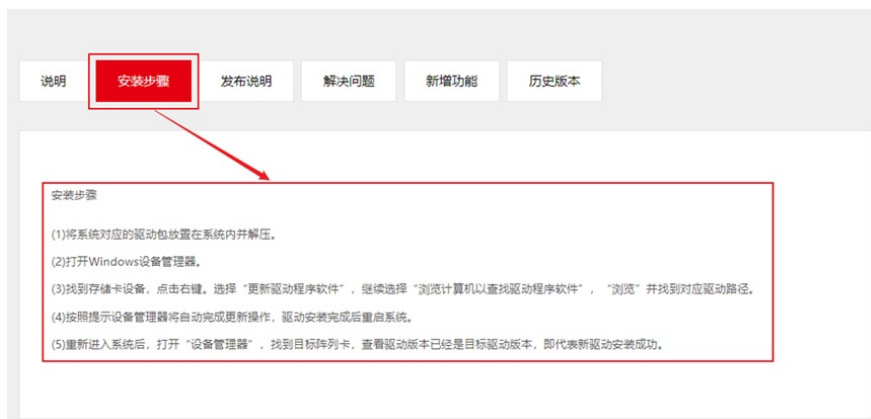 说明 安装步骤 发布说明 解决问题 新增功能 历史版本
安装步骤
(1)将系统对应的驱动包放置在系统内并解压。
(2)打开Windows设备管理器。
(3)找到存储卡设备，点击右键。选择“更新驱动程序软件”，继续选择“浏览计算机以查找驱动程序软件”，“浏览”并找到对应驱动路径。
(4)按照提示设备管理器将自动完成更新操作，驱动安装完成后重启系统。
(5)重新进入系统后，打开“设备管理器”，找到目标阵列卡，查看驱动版本已经是目标驱动版本，即代表新驱动安装成功。